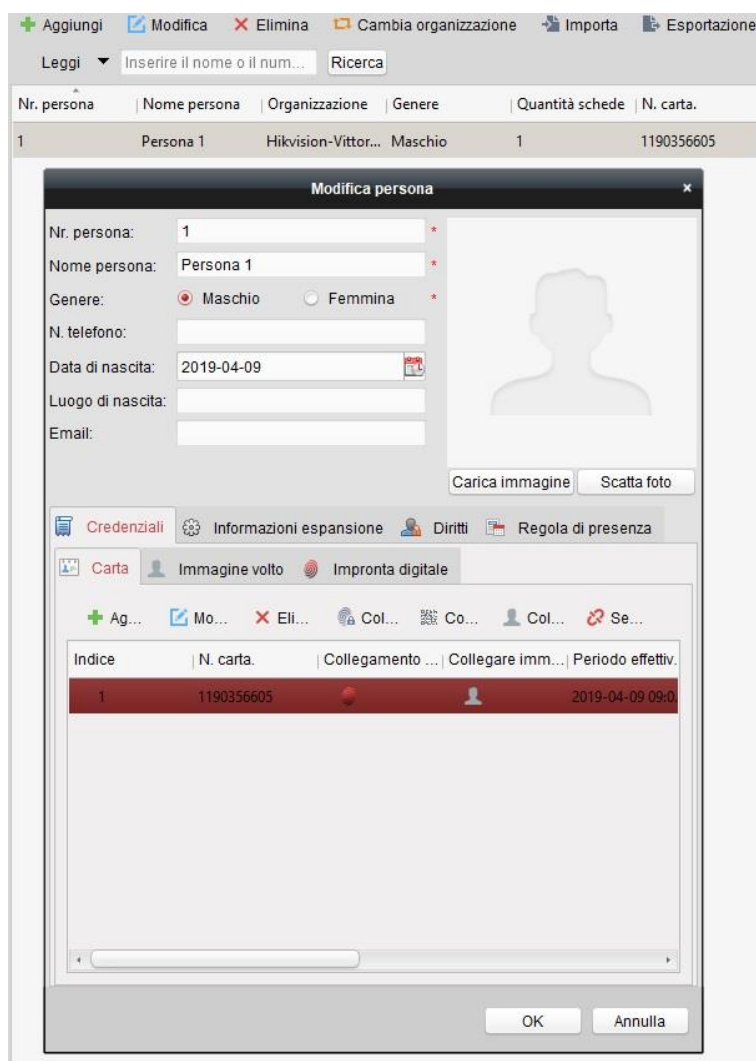 Aggiungi Modifica Elimina Cambia organizzazione Importa Esportazione
Leggi Inserire il nome o il num... Ricerca
Nr. persona Nome persona Organizzazione Genere Quantità schede N. carta.
1 Persona 1 Hikvision-Vittor... Maschio 1 1190356605
Modifica persona
Nr. persona: 1 *
Nome persona: Persona 1 *
Genere: Maschio Femmina *
N. telefono:
Data di nascita: 2019-04-09
Luogo di nascita:
Email:
Carica immagine Scatta foto
Credenziali Informazioni espansione Diritti Regola di presenza
Carta Immagine volto Impronta digitale
Ag... Mo... Eli... Col... Co... Col... Se...
Indice N. carta. Collegamento ... Collegare imm... Periodo effettiv.
1 1190356605 2019-04-09 09:0.
OK Annulla